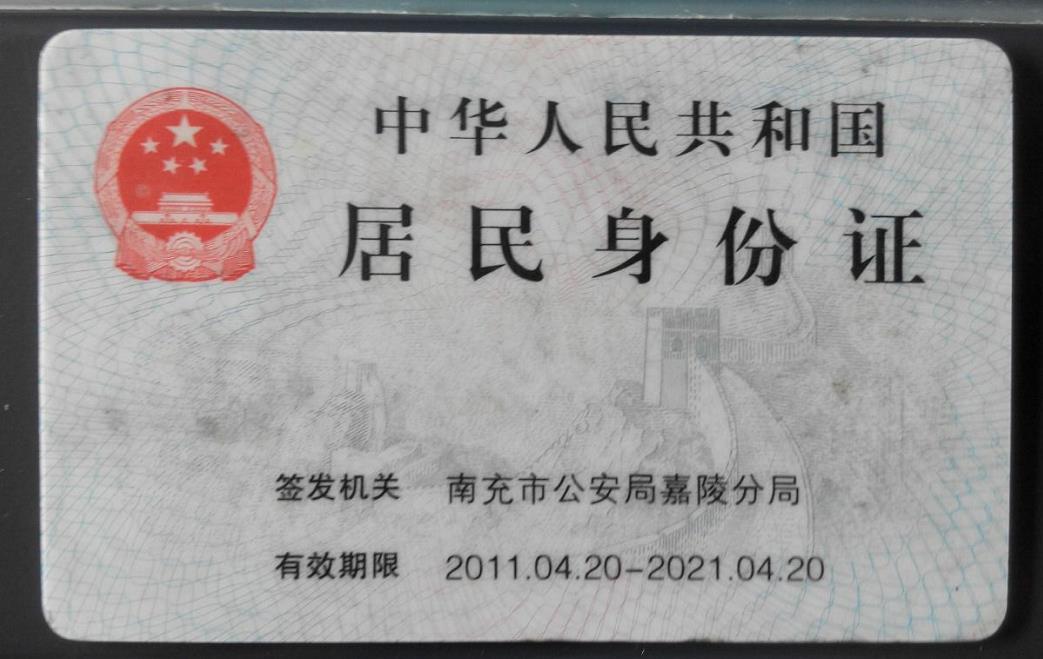 中华人民共和国
居民身份证
签发机关 南充市公安局嘉陵分局
有效期限 2011.04.20-2021.04.20